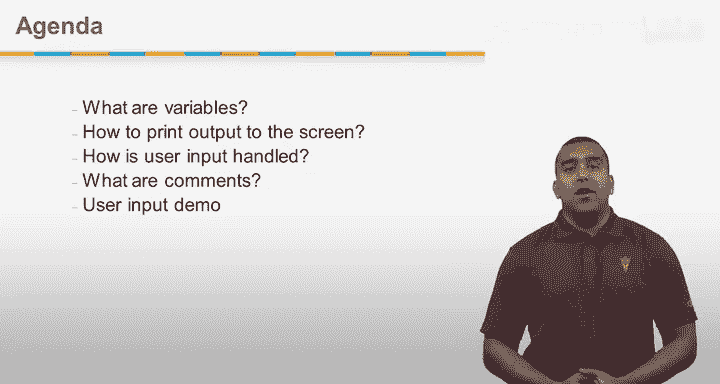 Agenda
- What are variables?
- How to print output to the screen?
- How is user input handled?
- What are comments?
- User input demo